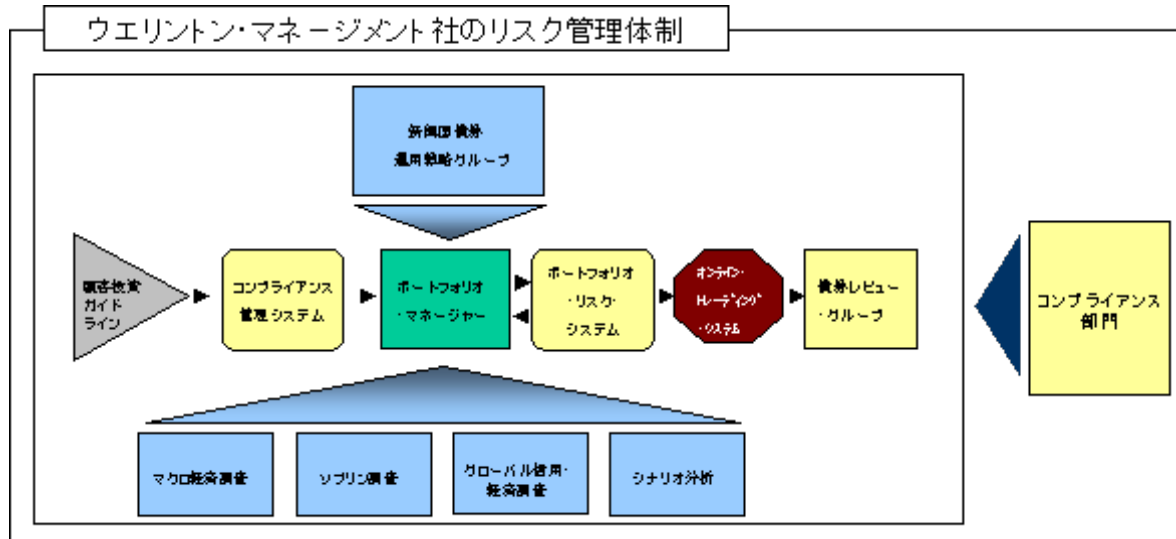 ウエリントン・マネージメント社のリスク管理体制
新興国債券
運用戦略グループ
顧客投資
ガイド
ライン
コンプライアンス
管理システム
ポートフォリオ
・マネージャー
ポートフォリオ
・リスク・
システム
オンライン・
トレーディング
・システム
債券レビュー
・グループ
コンプライアンス
部門
マクロ経済調査
ソブリン調査
グローバル信用・
経済調査
シナリオ分析